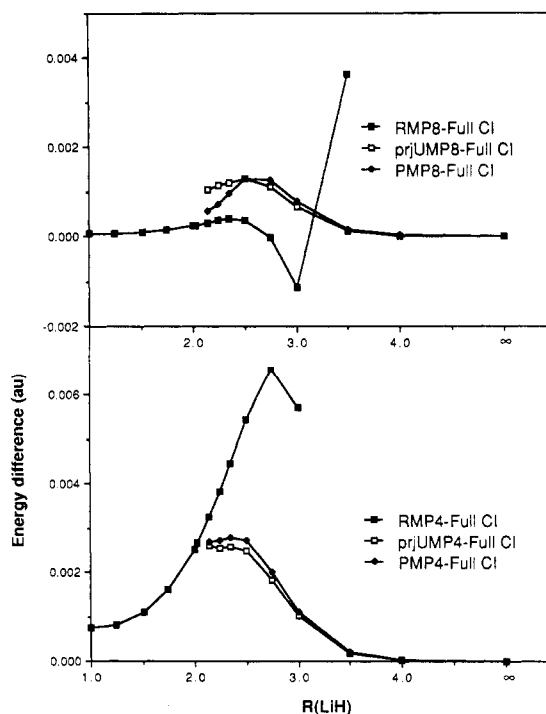 0.004
0.002
0.000
-0.002
RMP8-Full CI
prjUMP8-Full CI
PMP8-Full CI
2.0 3.0 4.0 ∞
Energy difference (au)
0.006
0.004
0.002
0.000
RMP4-Full CI
prjUMP4-Full CI
PMP4-Full CI
1.0 2.0 3.0 4.0 ∞
R(LiH)